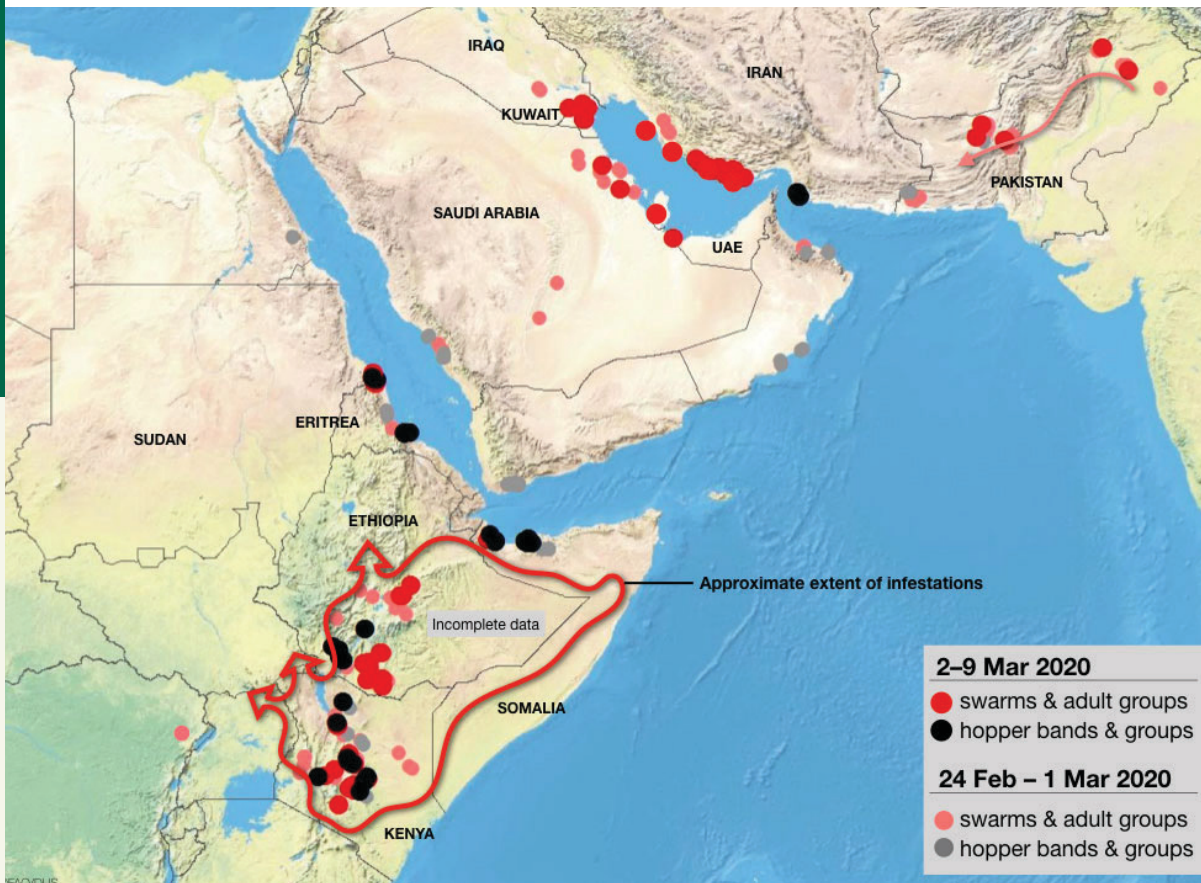 IRAQ
IRAN
KUWAIT
PAKISTAN
SAUDI ARABIA
UAE
ERITREA
SUDAN
ETHIOPIA
Approximate extent of infestations
Incomplete data
SOMALIA
KENYA
2–9 Mar 2020
swarms & adult groups
hopper bands & groups
24 Feb – 1 Mar 2020
swarms & adult groups
hopper bands & groups